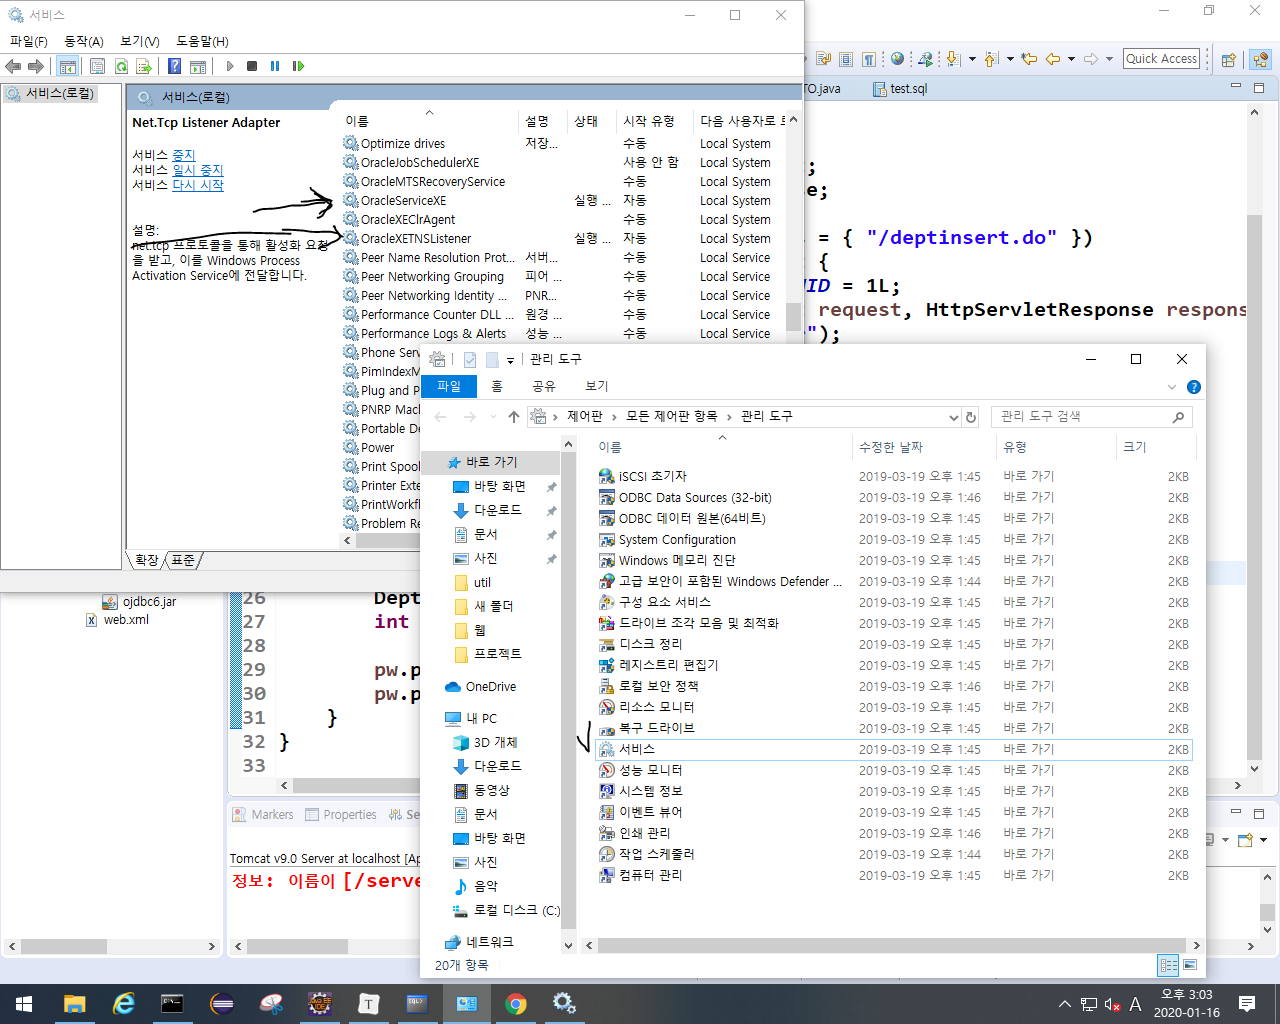 서비스
파일(F) 동작(A) 보기(V) 도움말(H)
서비스(로컬)
서비스(로컬)
Net.Tcp Listener Adapter
서비스 중지
서비스 일시 중지
서비스 다시 시작
설명:
net.tcp 프로토콜을 통해 활성화 요청
을 받고, 이를 Windows Process
Activation Service에 전달합니다.
이름 설명 상태 시작 유형 다음 사용자로
Optimize drives 저장... 수동 Local System
OracleJobSchedulerXE 사용 안 함 Local System
OracleMTSRecoveryService 수동 Local System
OracleServiceXE 실행 ... 자동 Local System
OracleXEClrAgent 수동 Local System
OracleXETNSListener 실행 ... 자동 Local System
Peer Name Resolution Prot... 서버... 수동 Local Service
Peer Networking Grouping 피어 ... 수동 Local Service
Peer Networking Identity ... PNR... 수동 Local Service
Performance Counter DLL ... 원격 ... 수동 Local Service
Performance Logs & Alerts 성능 ... 수동 Local Service
Phone Serv
PimIndexM
Plug and P
PNRP Mach
Portable De
Power
Print Spool
Printer Exte
PrintWorkfl
Problem Re
확장 표준
Quick Access
TO.java test.sql
;
e;
= { "/deptinsert.do" })
{
ID = 1L;
request, HttpServletResponse respons
");
ojdbc6.jar
web.xml
26 Dept
27 int
28
29 pw.p
30 pw.p
31 }
32 }
33
Markers Properties Se
Tomcat v9.0 Server at localhost [Ap
정보: 이름이 [/serve
관리 도구
파일 홈 공유 보기
제어판 › 모든 제어판 항목 › 관리 도구
관리 도구 검색
바로 가기
바탕 화면
다운로드
문서
사진
util
새 폴더
웹
프로젝트
OneDrive
내 PC
3D 개체
다운로드
동영상
문서
바탕 화면
사진
음악
로컬 디스크 (C:)
네트워크
이름 수정한 날짜 유형 크기
iSCSI 초기자 2019-03-19 오후 1:45 바로 가기 2KB
ODBC Data Sources (32-bit) 2019-03-19 오후 1:46 바로 가기 2KB
ODBC 데이터 원본(64비트) 2019-03-19 오후 1:45 바로 가기 2KB
System Configuration 2019-03-19 오후 1:45 바로 가기 2KB
Windows 메모리 진단 2019-03-19 오후 1:45 바로 가기 2KB
고급 보안이 포함된 Windows Defender ... 2019-03-19 오후 1:44 바로 가기 2KB
구성 요소 서비스 2019-03-19 오후 1:45 바로 가기 2KB
드라이브 조각 모음 및 최적화 2019-03-19 오후 1:45 바로 가기 2KB
디스크 정리 2019-03-19 오후 1:45 바로 가기 2KB
레지스트리 편집기 2019-03-19 오후 1:45 바로 가기 2KB
로컬 보안 정책 2019-03-19 오후 1:46 바로 가기 2KB
리소스 모니터 2019-03-19 오후 1:45 바로 가기 2KB
복구 드라이브 2019-03-19 오후 1:45 바로 가기 2KB
서비스 2019-03-19 오후 1:45 바로 가기 2KB
성능 모니터 2019-03-19 오후 1:45 바로 가기 2KB
시스템 정보 2019-03-19 오후 1:45 바로 가기 2KB
이벤트 뷰어 2019-03-19 오후 1:45 바로 가기 2KB
인쇄 관리 2019-03-19 오후 1:46 바로 가기 2KB
작업 스케줄러 2019-03-19 오후 1:44 바로 가기 2KB
컴퓨터 관리 2019-03-19 오후 1:45 바로 가기 2KB
20개 항목
A 오후 3:03
2020-01-16